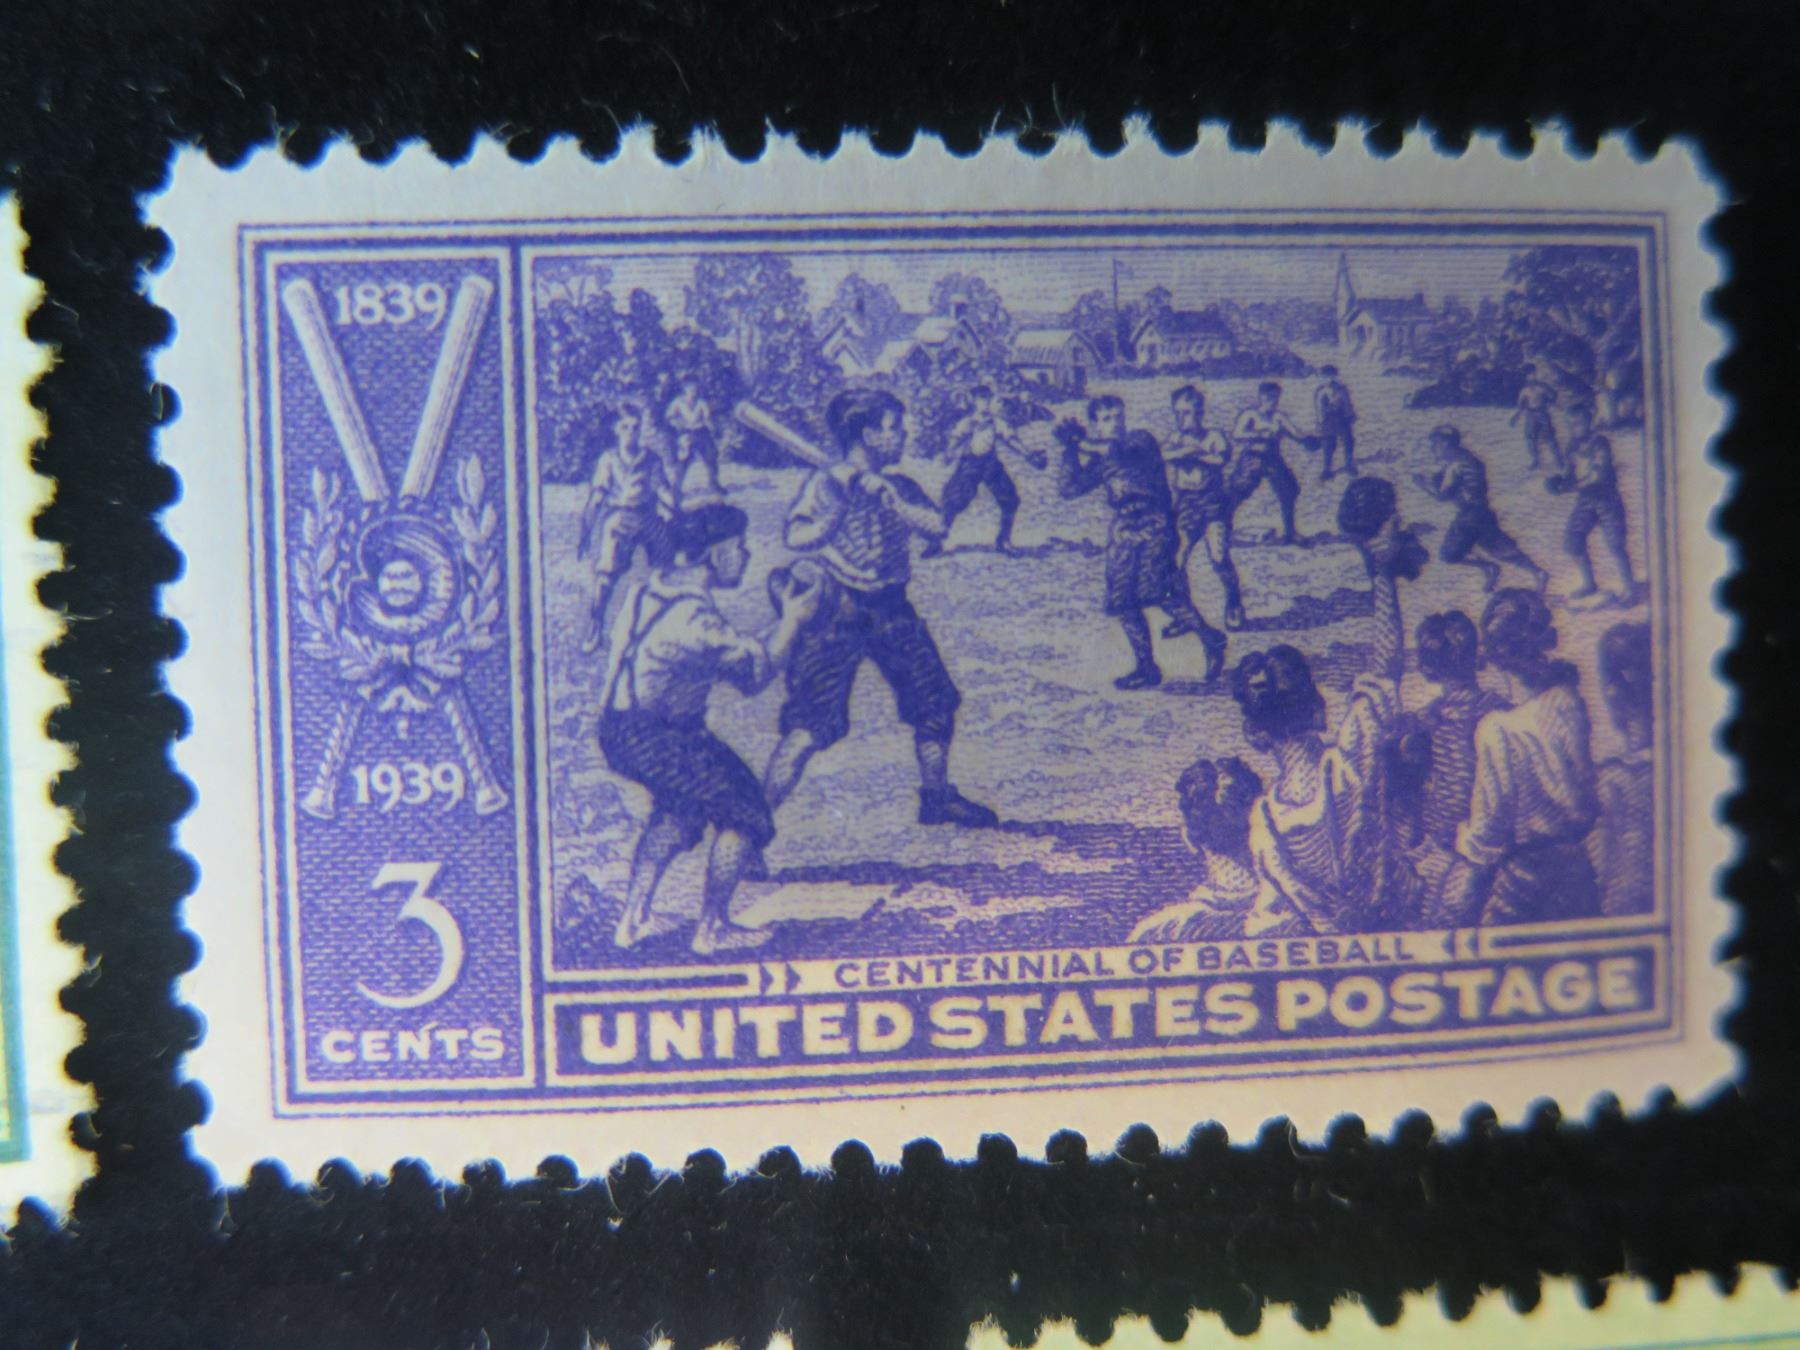 1839
1939
3
CENTS
CENTENNIAL OF BASEBALL
UNITED STATES POSTAGE